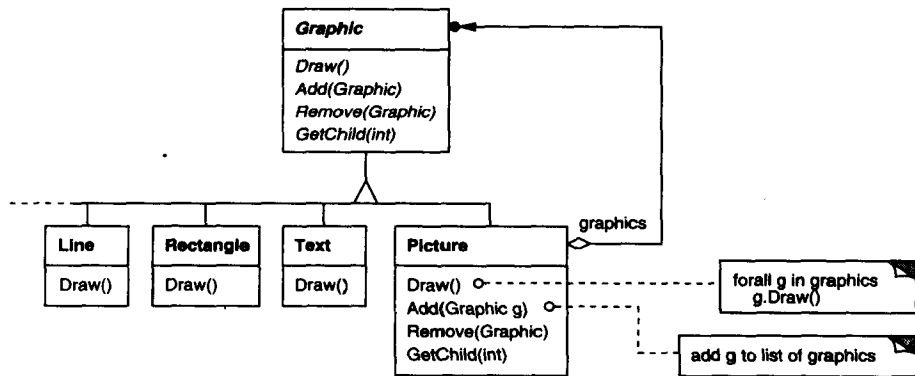 Graphic
Draw()
Add(Graphic)
Remove(Graphic)
GetChild(int)
graphics
Line
Draw()
Rectangle
Draw()
Text
Draw()
Picture
Draw()
Add(Graphic g)
Remove(Graphic)
GetChild(int)
forall g in graphics
g.Draw()
add g to list of graphics